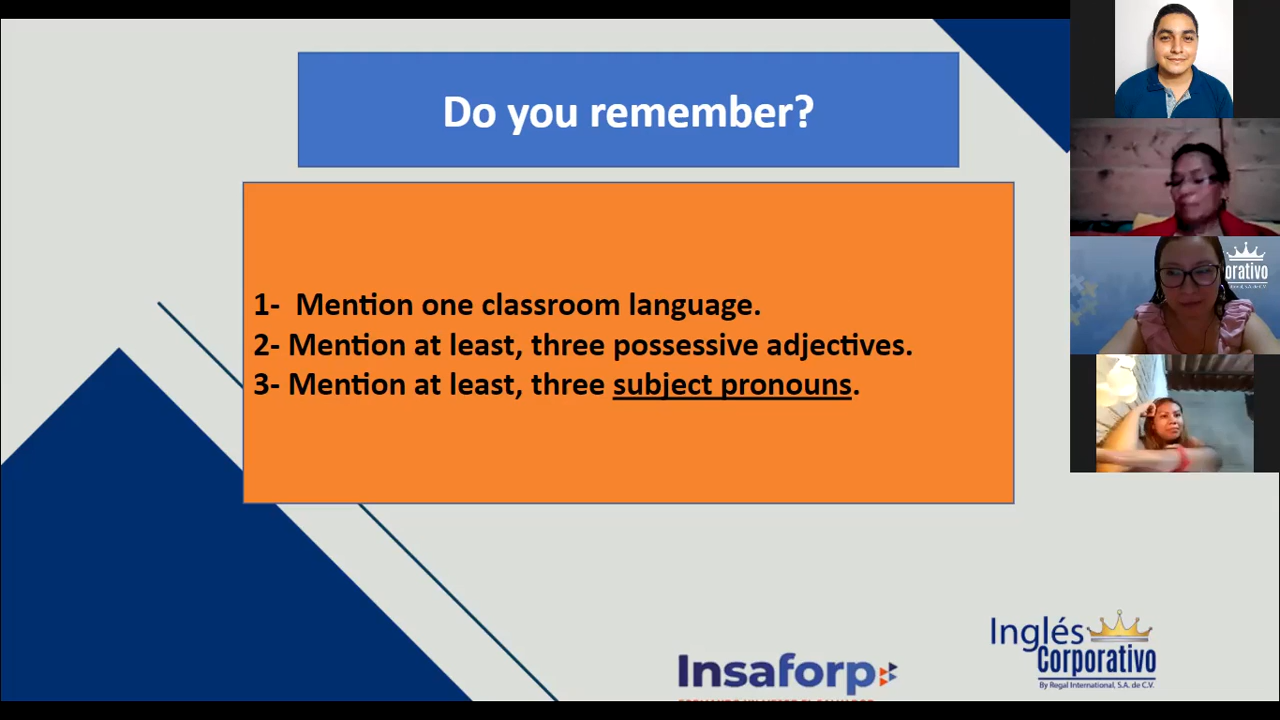 Do you remember?
1- Mention one classroom language.
2- Mention at least, three possessive adjectives.
3- Mention at least, three subject pronouns.
orativo
Insaforp
Inglés
Corporativo
By Regal International, S.A. de C.V.